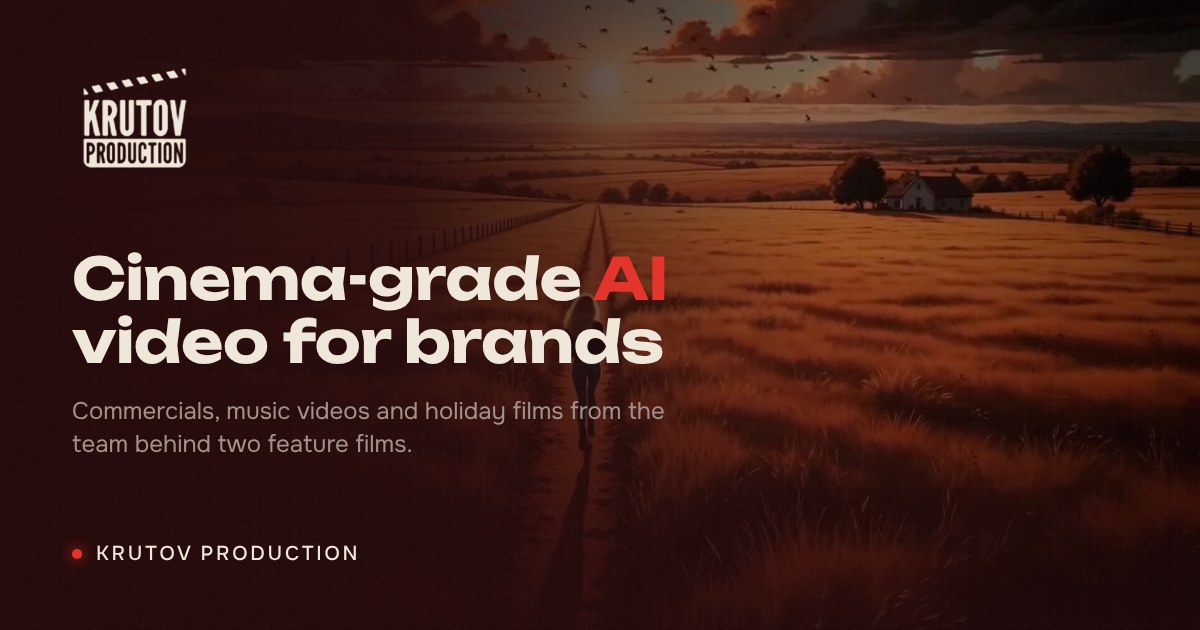 KRUTOV
PRODUCTION
Cinema-grade AI
video for brands
Commercials, music videos and holiday films from the
team behind two feature films.
KRUTOV PRODUCTION